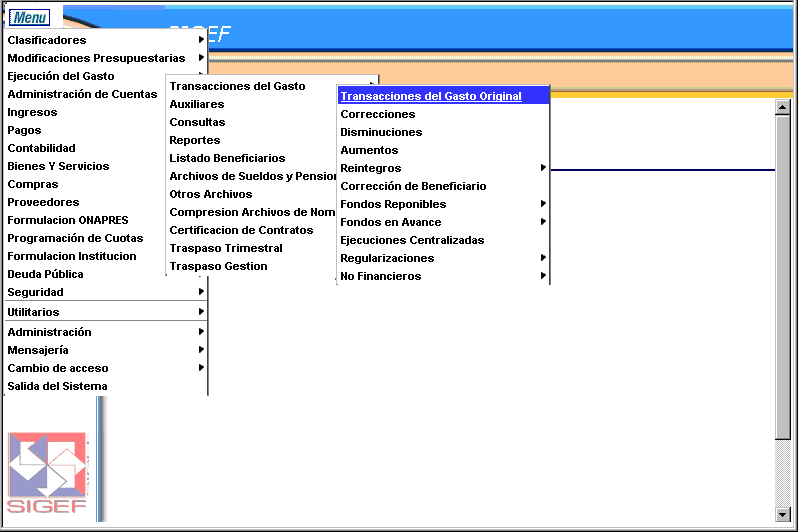 Menu
SIGEF
Clasificadores
Modificaciones Presupuestarias
Ejecución del Gasto
Administración de Cuentas
Ingresos
Pagos
Contabilidad
Bienes Y Servicios
Compras
Proveedores
Formulacion ONAPRES
Programación de Cuotas
Formulacion Institucion
Deuda Pública
Seguridad
Utilitarios
Administración
Mensajería
Cambio de acceso
Salida del Sistema
Transacciones del Gasto
Auxiliares
Consultas
Reportes
Listado Beneficiarios
Archivos de Sueldos y Pension
Otros Archivos
Compresion Archivos de Nom
Certificacion de Contratos
Traspaso Trimestral
Traspaso Gestion
Transacciones del Gasto Original
Correcciones
Disminuciones
Aumentos
Reintegros
Corrección de Beneficiario
Fondos Reponibles
Fondos en Avance
Ejecuciones Centralizadas
Regularizaciones
No Financieros
SIGEF